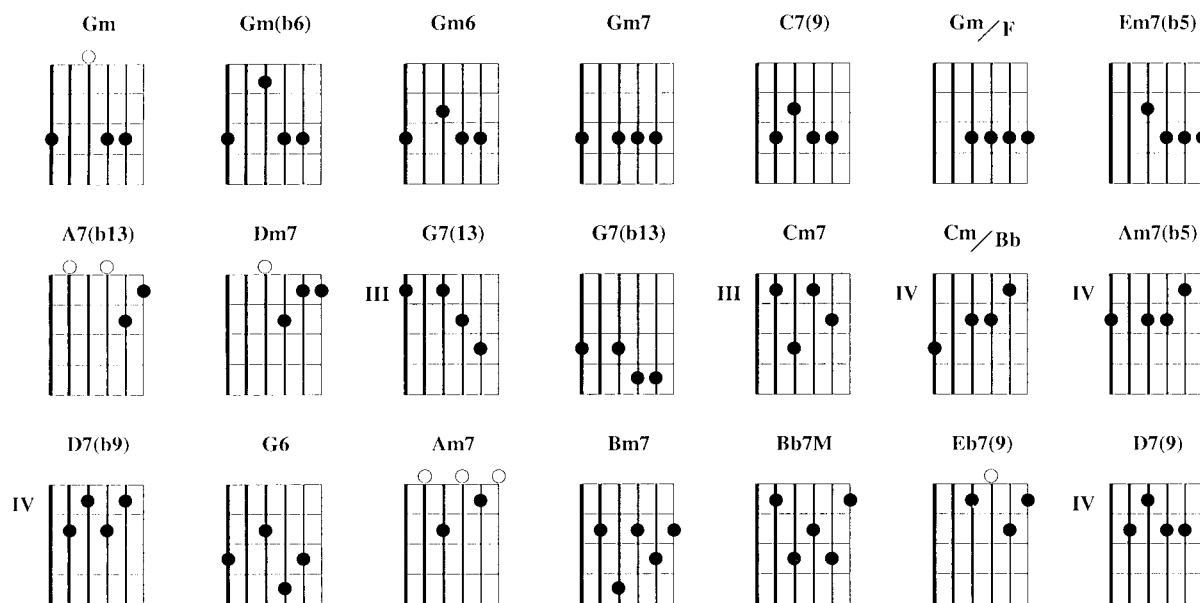 Gm Gm(b6) Gm6 Gm7 C7(9) Gm/F Em7(b5)
A7(b13) Dm7 G7(13) G7(b13) Cm7 Cm/Bb Am7(b5)
III III IV IV
D7(b9) G6 Am7 Bm7 Bb7M Eb7(9) D7(9)
IV IV